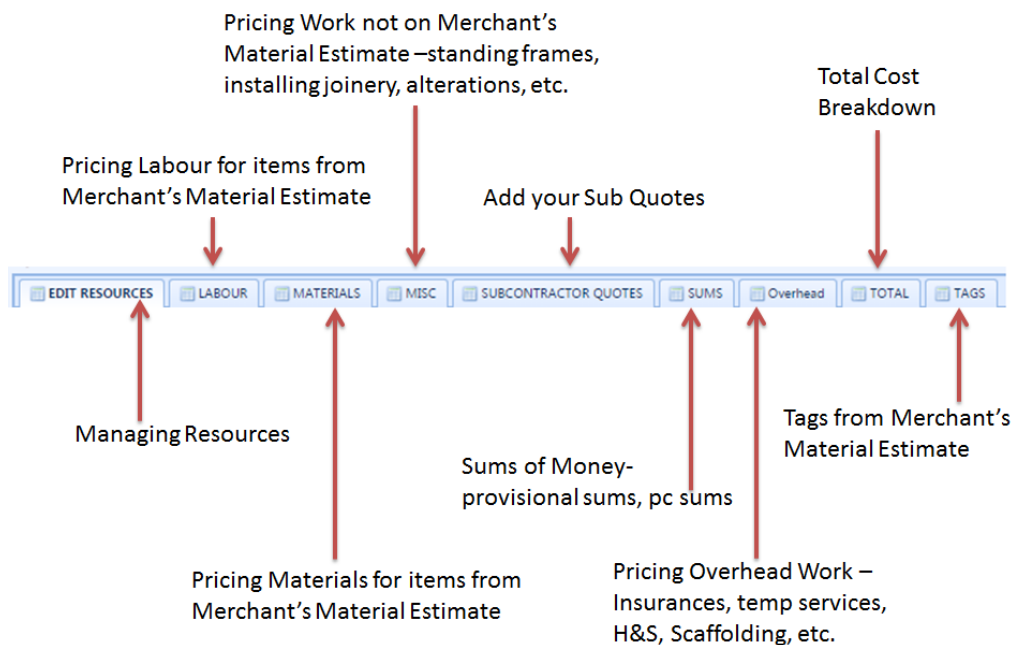 Pricing Work not on Merchant's
Material Estimate –standing frames,
installing joinery, alterations, etc.
Total Cost
Breakdown
Pricing Labour for items from
Merchant's Material Estimate
Add your Sub Quotes
EDIT RESOURCES LABOUR MATERIALS MISC SUBCONTRACTOR QUOTES SUMS Overhead TOTAL TAGS
Managing Resources
Tags from Merchant's
Material Estimate
Sums of Money-
provisional sums, pc sums
Pricing Materials for items from
Merchant's Material Estimate
Pricing Overhead Work –
Insurances, temp services,
H&S, Scaffolding, etc.